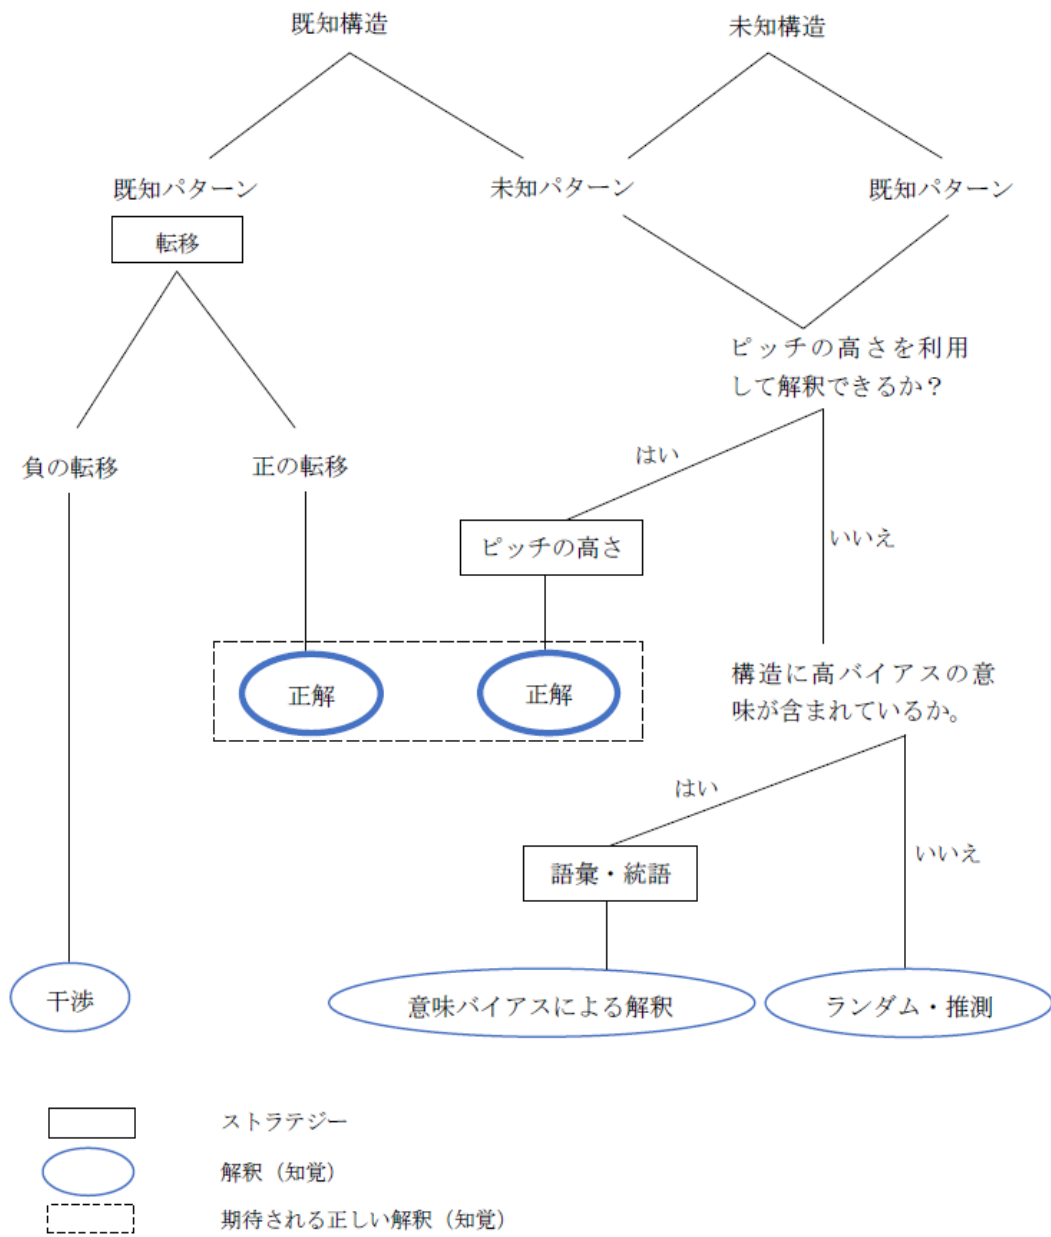 既知構造
未知構造
既知パターン
未知パターン
既知パターン
転移
ピッチの高さを利用
して解釈できるか？
負の転移
正の転移
はい
いいえ
ピッチの高さ
正解
正解
構造に高バイアスの意
味が含まれているか。
はい
いいえ
語彙・統語
干渉
意味バイアスによる解釈
ランダム・推測
ストラテジー
解釈（知覚）
期待される正しい解釈（知覚）